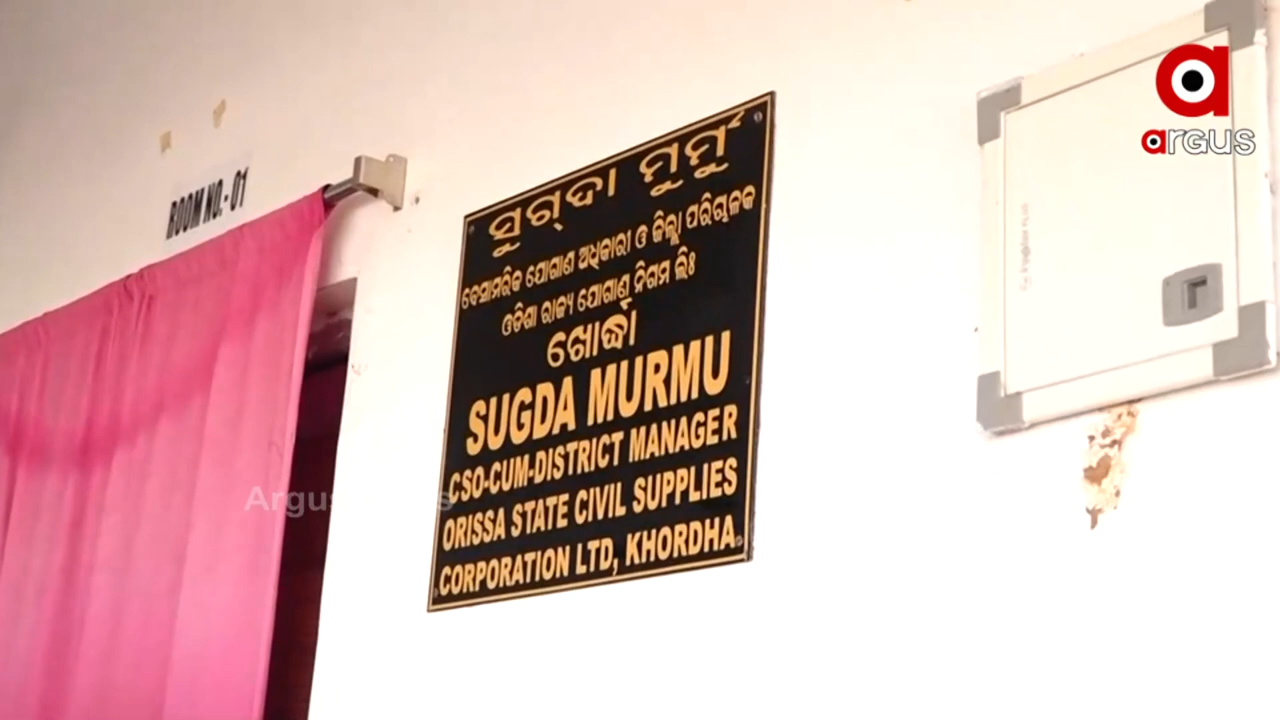 ROOM NO.- 01
ସୁଗ୍‌ଦା ମୁର୍ମୁ
ବେସାମରିକ ଯୋଗାଣ ଅଧିକାରୀ ଓ ଜିଲ୍ଲା ପରିଚାଳକ
ଓଡିଶା ରାଜ୍ୟ ଯୋଗାଣ ନିଗମ ଲିଃ
ଖୋର୍ଦ୍ଧା
SUGDA MURMU
CSO-CUM-DISTRICT MANAGER
ORISSA STATE CIVIL SUPPLIES
CORPORATION LTD, KHORDHA
a
argus